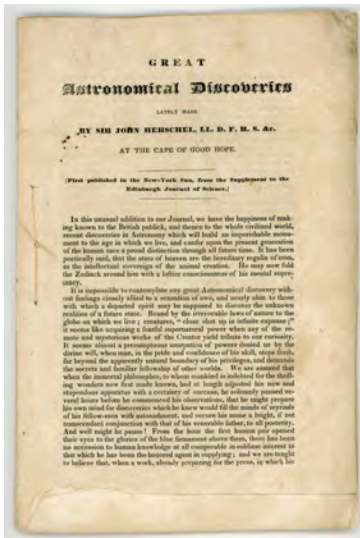 GREAT
Astronomical Discoveries
LATELY MADE
BY SIR JOHN HERSCHEL, LL. D. F. R. S. &c.
AT THE CAPE OF GOOD HOPE.
[First published in the New-York Sun, from the Supplement to the
Edinburgh Journal of Science.]
In this unusual addition to our Journal, we have the happiness of mak-
ing known to the British publick, and thence to the whole civilized world,
recent discoveries in Astronomy which will build an imperishable monu-
ment to the age in which we live, and confer upon the present generation
of the human race a proud distinction through all future time. It has been
poetically said, that the stars of heaven are the hereditary regalia of man,
as the intellectual sovereign of the animal creation. He may now fold
the Zodiack around him with a loftier consciousness of his mental supre-
macy.
It is impossible to contemplate any great Astronomical discovery with-
out feelings closely allied to a sensation of awe, and nearly akin to those
with which a departed spirit may be supposed to discover the unknown
realities of a future state. Bound by the irrevocable laws of nature to the
globe on which we live; creatures, "close shut up in infinite expanse;"
it seems like acquiring a fearful supernatural power when any of the re-
mote and mysterious works of the Creator yield tribute to our curiosity.
It seems almost a presumptuous assumption of powers denied us by the
divine will, when man, in the pride and confidence of his skill, steps forth,
far beyond the apparently natural boundary of his privileges, and demands
the secrets and familiar fellowship of other worlds. We are assured that
when the immortal philosopher, to whom mankind is indebted for the thrill-
ing wonders now first made known, had at length adjusted his new and
stupendous apparatus with a certainty of success, he solemnly paused se-
veral hours before he commenced his observations, that he might prepare
his own mind for discoveries which he knew would fill the minds of myriads
of his fellow-men with astonishment, and secure his name a bright, if not
transcendent conjunction with that of his venerable father, to all posterity.
And well might he pause! From the hour the first human pair opened
their eyes to the glories of the blue firmament above them, there has been
no accession to human knowledge at all comparable in sublime interest to
that which he has been the honored agent in supplying; and we are taught
to believe that, when a work, already preparing for the press, in which his